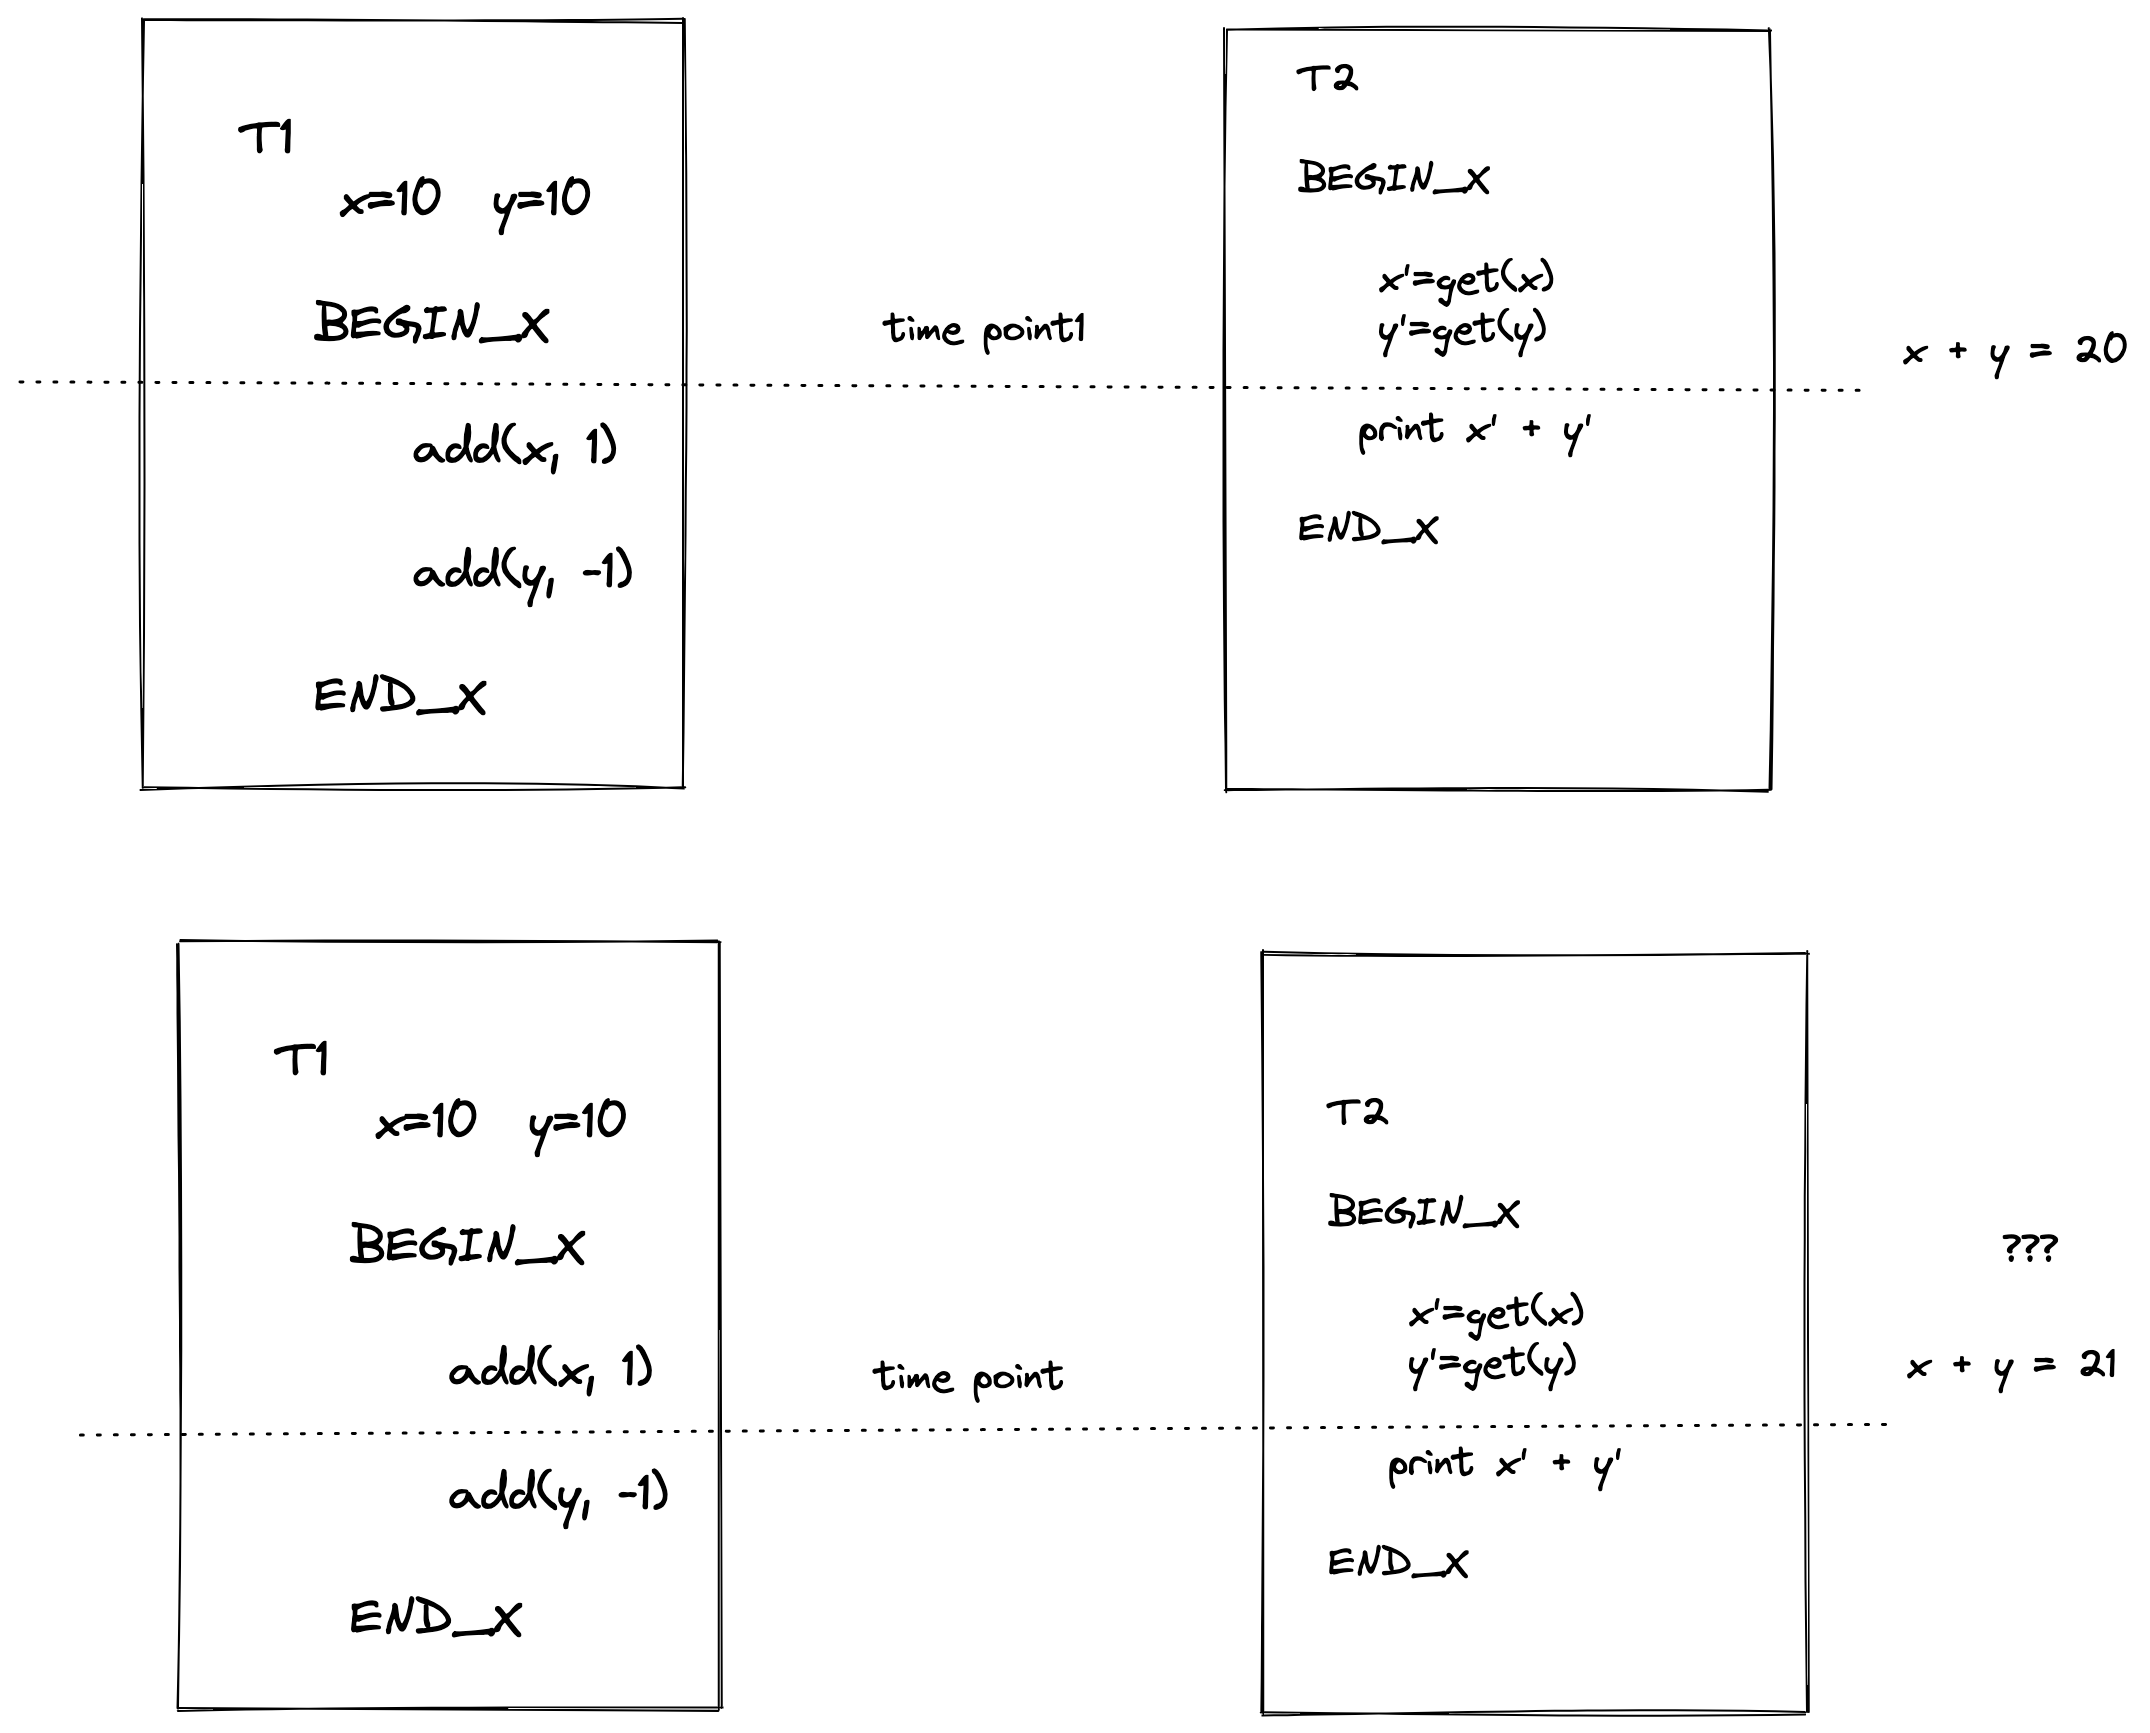 T1
x=10 y=10
BEGIN_X
add(x, 1)
add(y, -1)
END_X
time point1
T2
BEGIN_X
x'=get(x)
y'=get(y)
print x' + y'
END_X
x + y = 20
T1
x=10 y=10
BEGIN_X
add(x, 1)
add(y, -1)
END_X
time point
T2
BEGIN_X
x'=get(x)
y'=get(y)
print x' + y'
END_X
???
x + y = 21